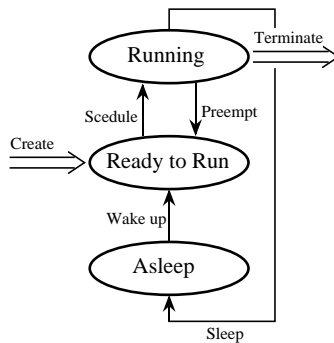 Running
Terminate
Scedule
Preempt
Create
Ready to Run
Wake up
Asleep
Sleep